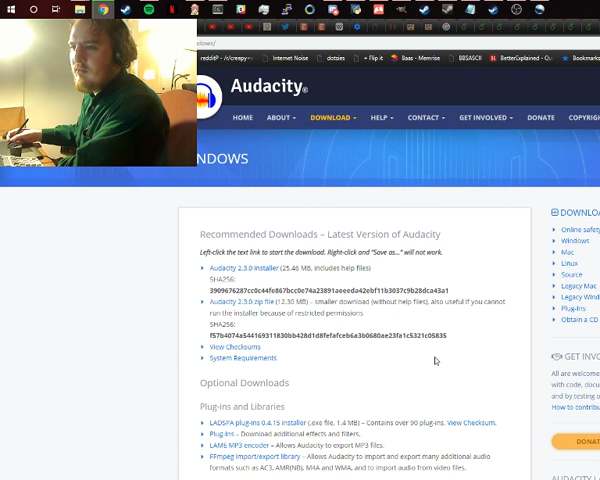 ndows/
redditP - /r/creepy
Internet Noise
dotsies
+ Flip it
Baas - Memrise
BBSASCII
BetterExplained - Ou
Bookmarks
Audacity®
HOME
ABOUT
DOWNLOAD
HELP
CONTACT
GET INVOLVED
DONATE
COPYRIG
NDOWS
Recommended Downloads – Latest Version of Audacity
Left-click the text link to start the download. Right-click and "Save as..." will not work.
Audacity 2.3.0 installer (25.46 MB, includes help files)
SHA256:
3909676287cc0c44fe867bcc0e74a23891aeeeda42ebf11b3037c9b28dca43a1
Audacity 2.3.0 zip file (12.30 MB) – smaller download (without help files), also useful if you cannot
run the installer because of restricted permissions
SHA256:
f57b4074a544169311830bb428d1d8fefafceb6a3b0680ae23fa1c5321c05835
View Checksums
System Requirements
Optional Downloads
Plug-ins and Libraries
LADSPA plug-ins 0.4.15 installer (.exe file, 1.4 MB) – Contains over 90 plug-ins. View Checksum.
Plug-Ins – Download additional effects and filters.
LAME MP3 encoder – Allows Audacity to export MP3 files.
FFmpeg import/export library – Allows Audacity to import and export many additional audio
formats such as AC3, AMR(NB), M4A and WMA, and to import audio from video files.
DOWNLOA
Online safety
Windows
Mac
Linux
Source
Legacy Mac
Legacy Wind
Plug-Ins
Obtain a CD
GET INVO
All are welcome
with code, docu
and by testing o
How to contribu
DONAT
AUDACITY L